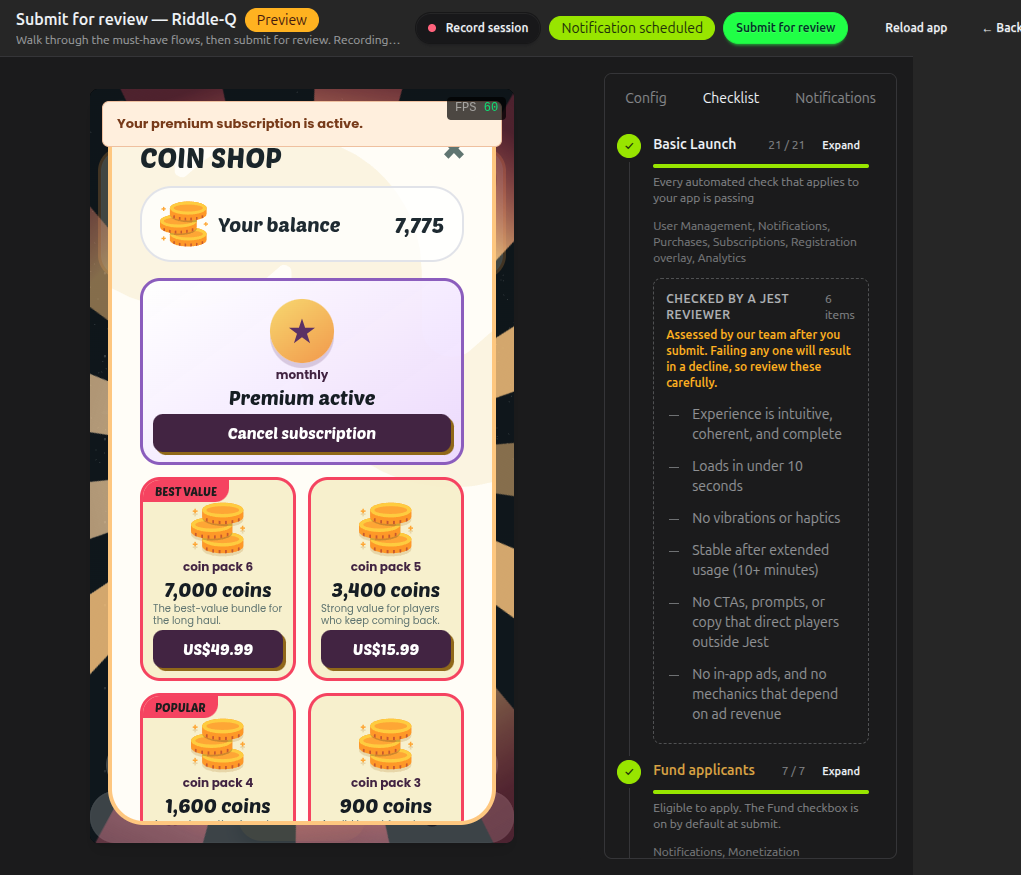 Submit for review — Riddle-Q
Preview
Walk through the must-have flows, then submit for review. Recording…
Record session
Notification scheduled
Submit for review
Reload app
← Back
Your premium subscription is active.
FPS 60
COIN SHOP
Your balance
7,775
monthly
Premium active
Cancel subscription
BEST VALUE
coin pack 6
7,000 coins
The best-value bundle for
the long haul.
US$49.99
coin pack 5
3,400 coins
Strong value for players
who keep coming back.
US$15.99
POPULAR
coin pack 4
1,600 coins
coin pack 3
900 coins
Config
Checklist
Notifications
Basic Launch
21 / 21
Expand
Every automated check that applies to
your app is passing
User Management, Notifications,
Purchases, Subscriptions, Registration
overlay, Analytics
CHECKED BY A JEST
REVIEWER
6
items
Assessed by our team after you
submit. Failing any one will result
in a decline, so review these
carefully.
— Experience is intuitive,
coherent, and complete
— Loads in under 10
seconds
— No vibrations or haptics
— Stable after extended
usage (10+ minutes)
— No CTAs, prompts, or
copy that direct players
outside Jest
— No in-app ads, and no
mechanics that depend
on ad revenue
Fund applicants
7 / 7
Expand
Eligible to apply. The Fund checkbox is
on by default at submit.
Notifications, Monetization